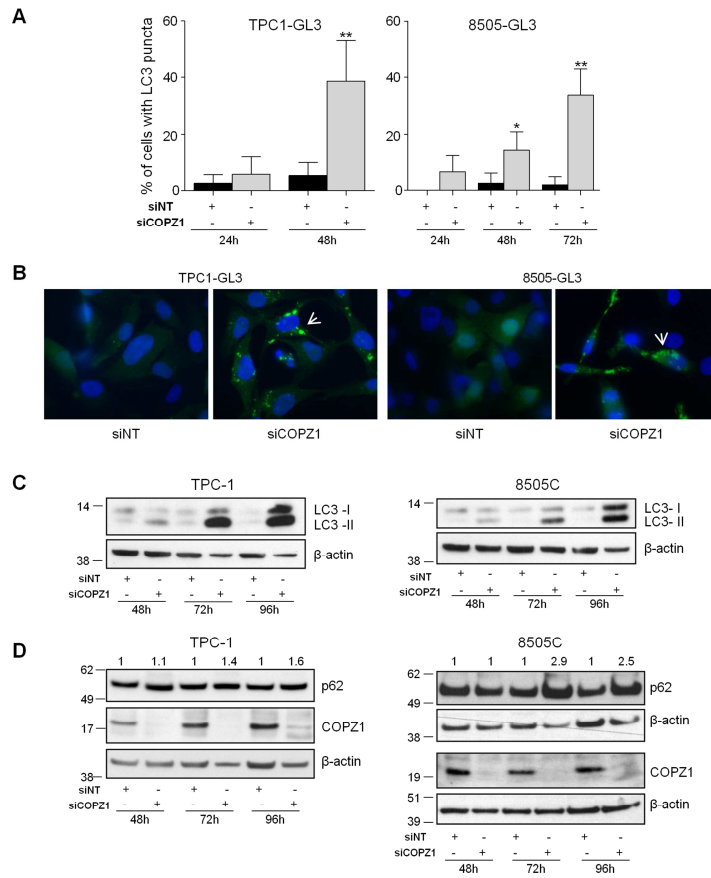 A
TPC1-GL3 8505-GL3
% of cells with LC3 puncta
60 60
40 40
20 20
0 0
** * **
siNT + - + - + - + - + -
siCOPZ1 - + - + - + - + - +
24h 48h 24h 48h 72h
B
TPC1-GL3 8505-GL3
siNT siCOPZ1 siNT siCOPZ1
C
TPC-1 8505C
14 LC3 -I 14 LC3- I
LC3 -II LC3- II
38 β-actin 38 β-actin
siNT + - + - + - siNT + - + - + -
siCOPZ1 - + - + - + siCOPZ1 - + - + - +
48h 72h 96h 48h 72h 96h
D
TPC-1
1 1.1 1 1.4 1 1.6
62
49
p62
17
COPZ1
38
β-actin
siNT + - + - + -
siCOPZ1 - + - + - +
48h 72h 96h
8505C
1 1 1 2.9 1 2.5
62
49
p62
38
β-actin
19
COPZ1
51
39
β-actin
siNT + - + - + -
siCOPZ1 - + - + - +
48h 72h 96h